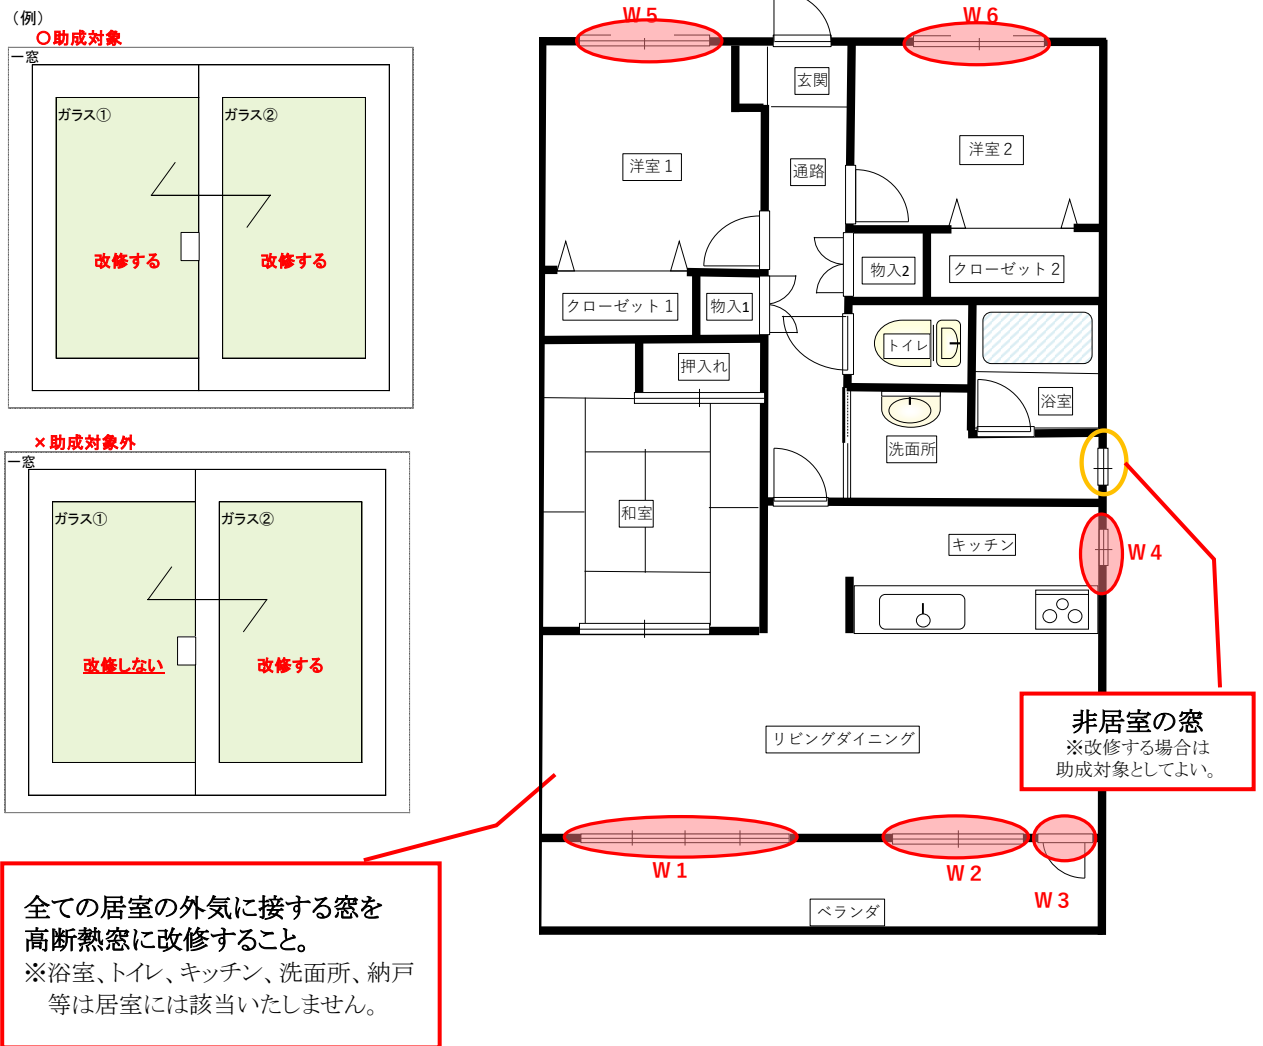 （例）
〇助成対象
一窓
ガラス①
ガラス②
改修する
改修する
×助成対象外
一窓
ガラス①
ガラス②
改修しない
改修する
W５
W６
玄関
洋室１
通路
洋室２
物入2
クローゼット２
クローゼット１
物入1
トイレ
押入れ
浴室
洗面所
和室
キッチン
W４
リビングダイニング
非居室の窓
※改修する場合は
助成対象としてよい。
W１
W２
W３
ベランダ
全ての居室の外気に接する窓を
高断熱窓に改修すること。
※浴室、トイレ、キッチン、洗面所、納戸
等は居室には該当いたしません。